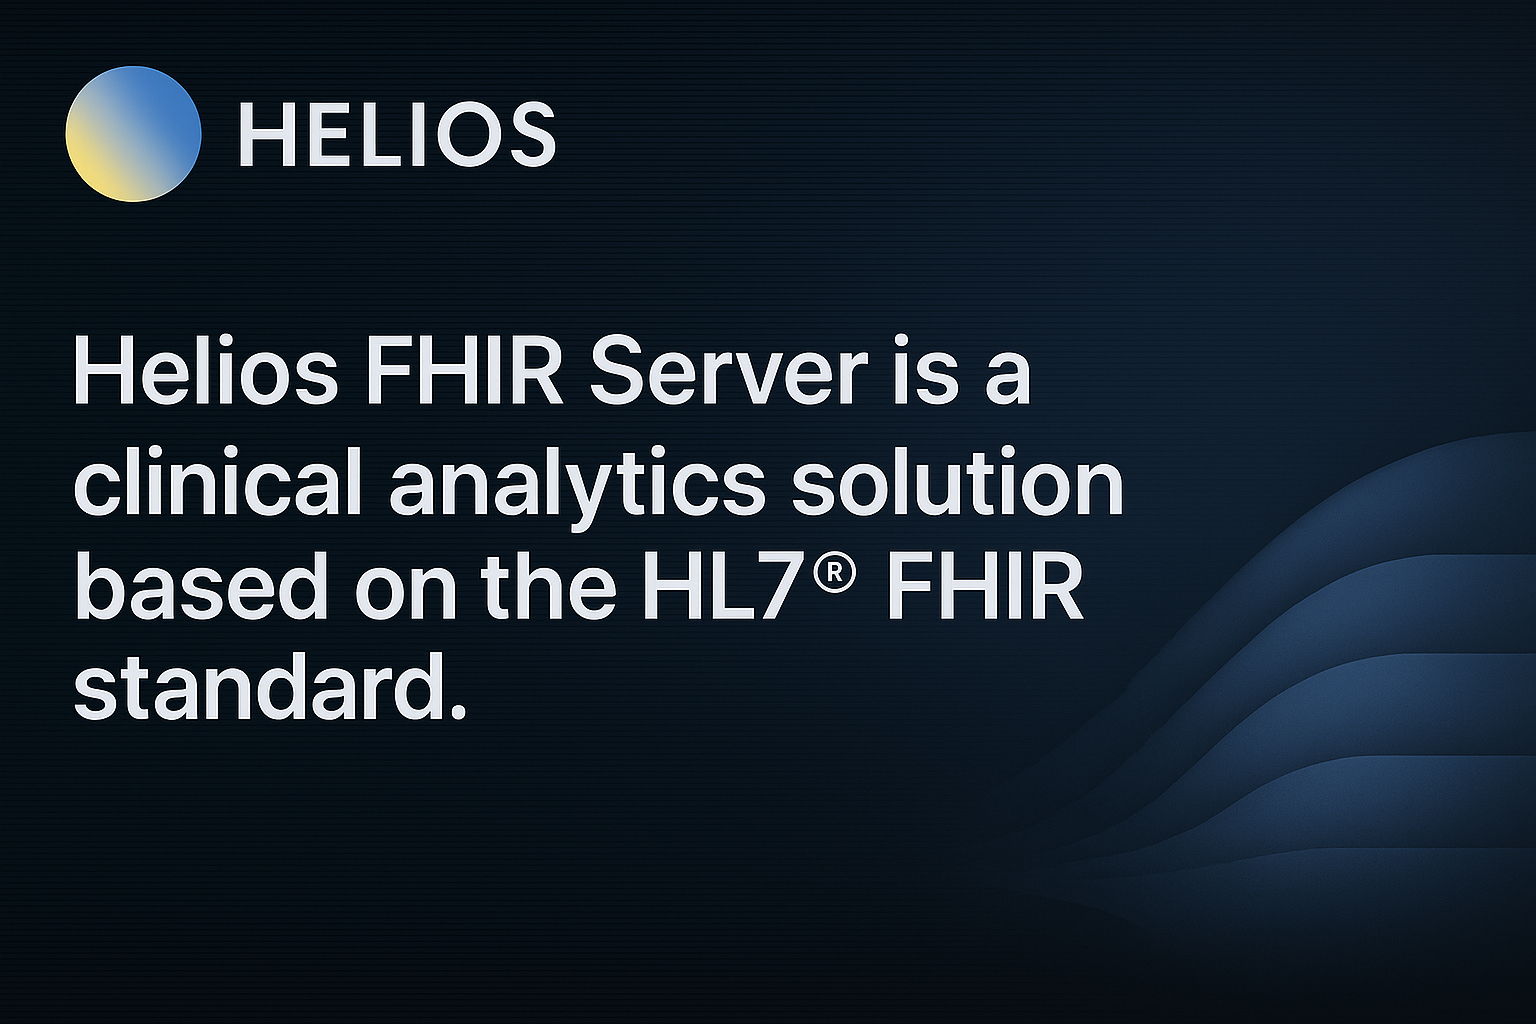 HELIOS
Helios FHIR Server is a
clinical analytics solution
based on the HL7® FHIR
standard.